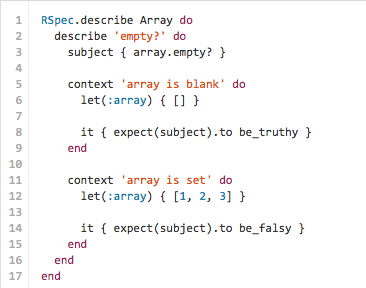 1 RSpec.describe Array do
2   describe 'empty?' do
3     subject { array.empty? }
4
5     context 'array is blank' do
6       let(:array) { [] }
7
8       it { expect(subject).to be_truthy }
9     end
10
11     context 'array is set' do
12       let(:array) { [1, 2, 3] }
13
14       it { expect(subject).to be_falsy }
15     end
16   end
17 end